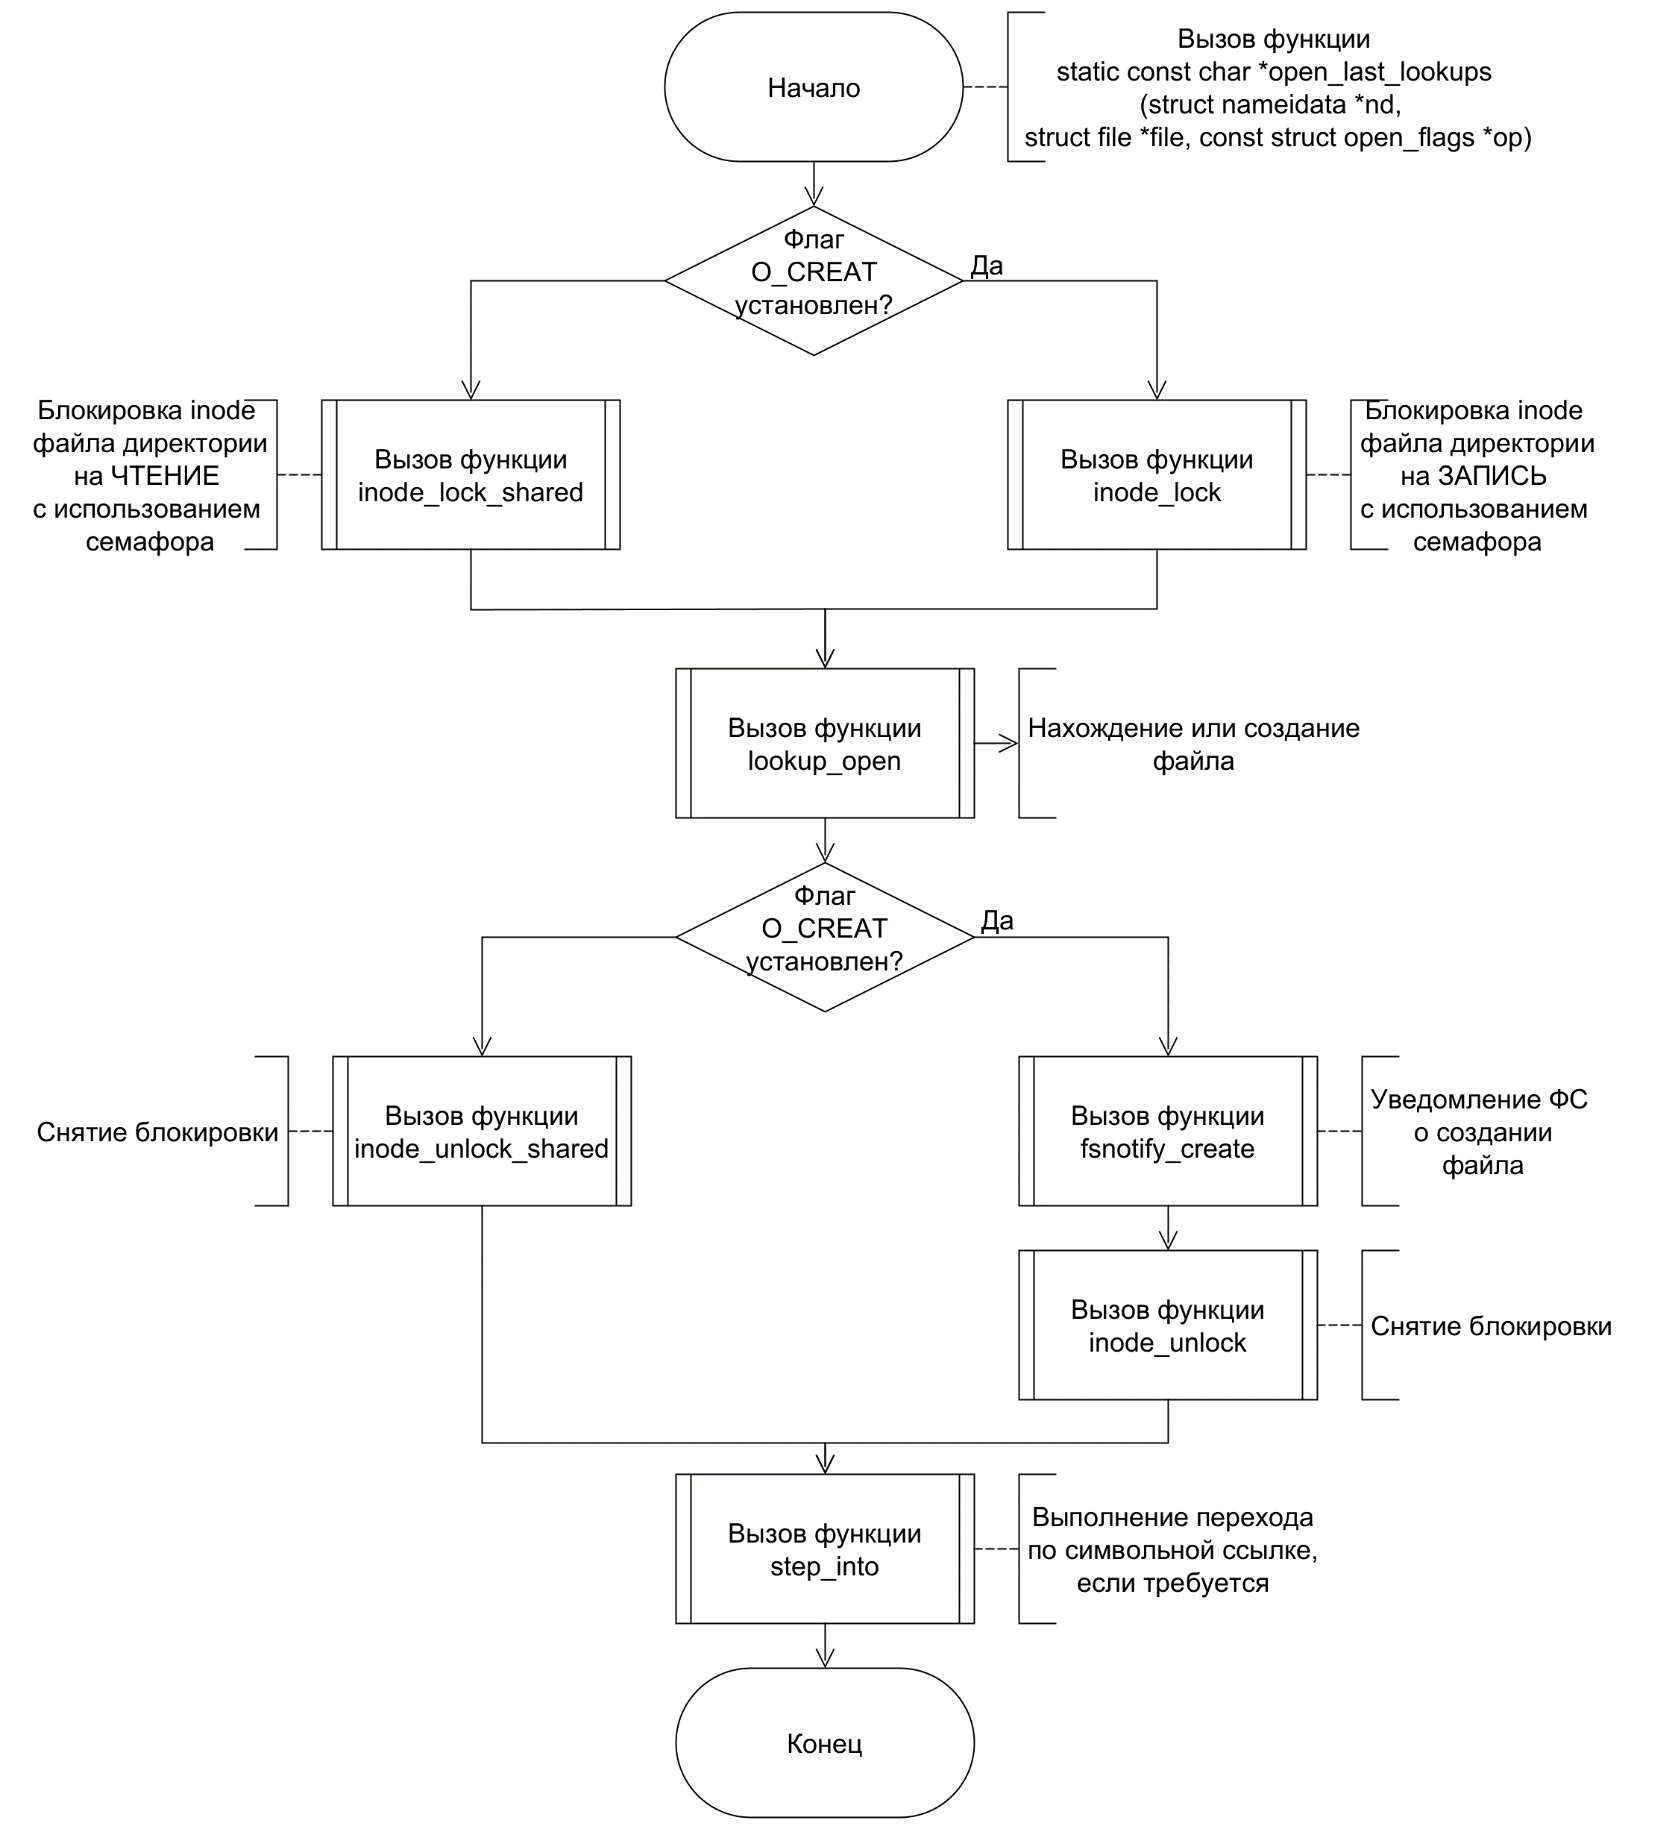 Начало
Вызов функции
static const char *open_last_lookups
(struct nameidata *nd,
struct file *file, const struct open_flags *op)
Флаг
O_CREAT
установлен?
Да
Блокировка inode
файла директории
на ЧТЕНИЕ
с использованием
семафора
Вызов функции
inode_lock_shared
Вызов функции
inode_lock
Блокировка inode
файла директории
на ЗАПИСЬ
с использованием
семафора
Вызов функции
lookup_open
Нахождение или создание
файла
Флаг
O_CREAT
установлен?
Да
Снятие блокировки
Вызов функции
inode_unlock_shared
Вызов функции
fsnotify_create
Уведомление ФС
о создании
файла
Вызов функции
inode_unlock
Снятие блокировки
Вызов функции
step_into
Выполнение перехода
по символьной ссылке,
если требуется
Конец